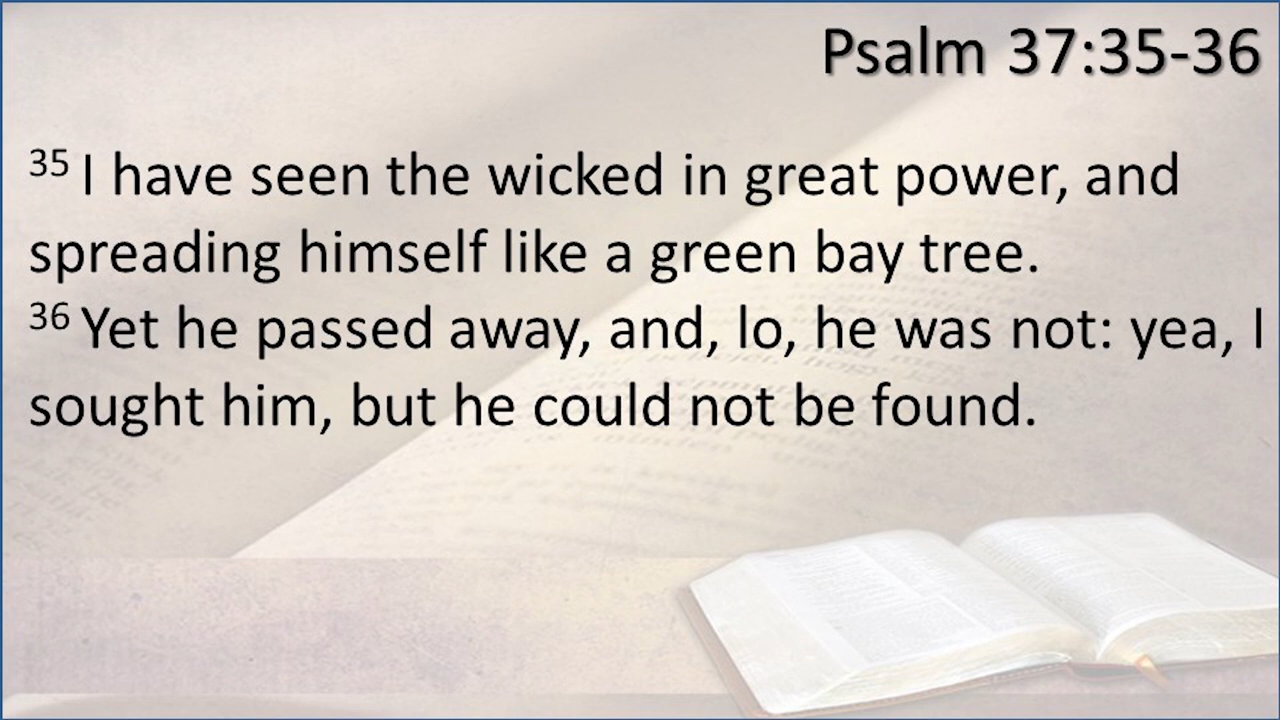 Psalm 37:35-36
35 I have seen the wicked in great power, and
spreading himself like a green bay tree.
36 Yet he passed away, and, lo, he was not: yea, I
sought him, but he could not be found.